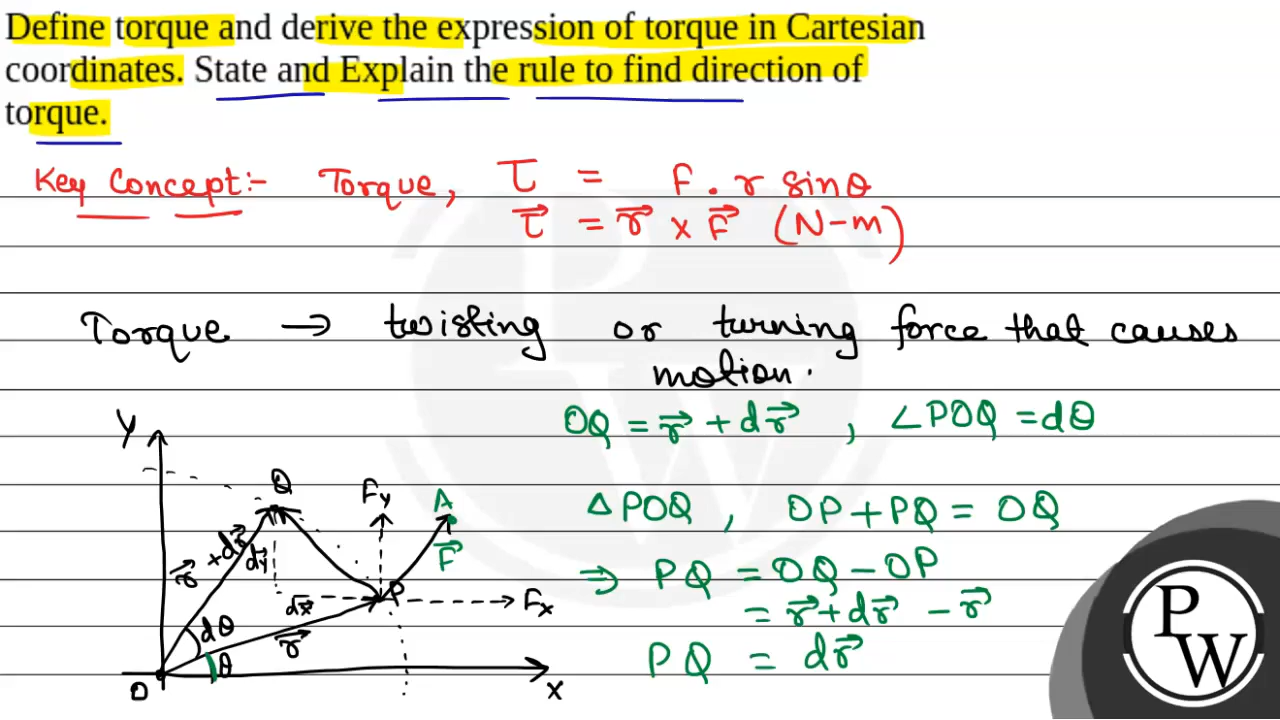 Define torque and derive the expression of torque in Cartesian
coordinates. State and Explain the rule to find direction of
torque.
Key Concept:- Torque, τ = F . r sinθ
τ⃗ = r⃗ × F⃗ (N-m)
Torque → twisting or turning force that causes
motion.
OQ = r⃗ + dr⃗ , ∠POQ = dθ
△POQ , OP + PQ = OQ
⇒ PQ = OQ - OP
= r⃗ + dr⃗ - r⃗
PQ = dr⃗
Y
Q
Fy
A
r⃗ + dr⃗
dy
F⃗
dx
P
Fx
dθ
r⃗
θ
O
X
P
W
PW